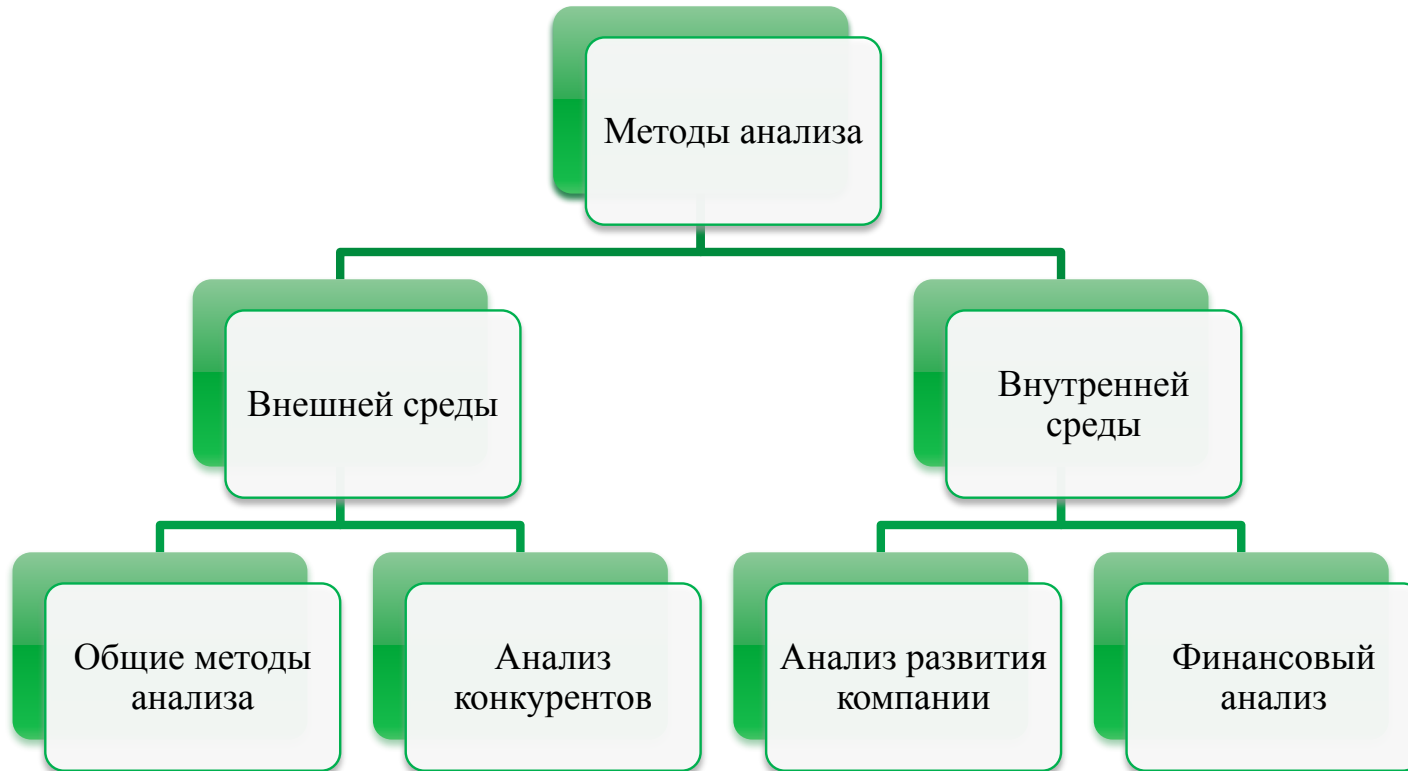 Методы анализа
Внешней среды
Внутренней
среды
Общие методы
анализа
Анализ
конкурентов
Анализ развития
компании
Финансовый
анализ